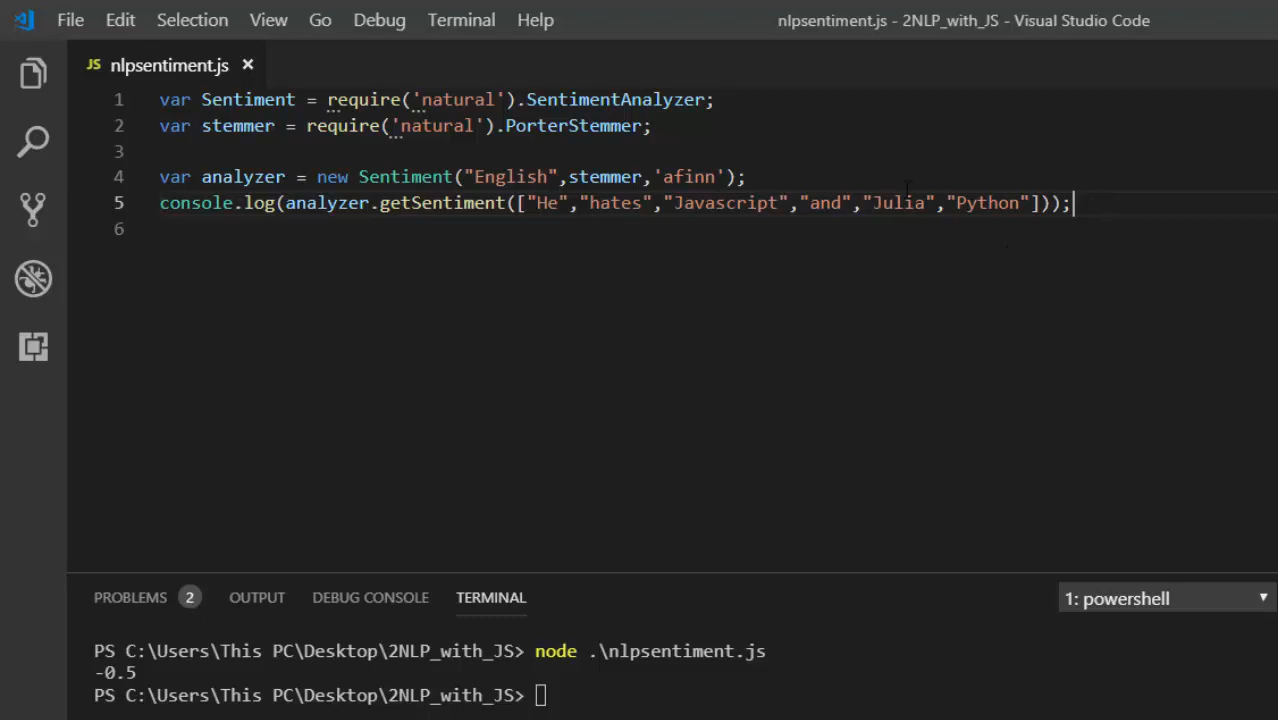 File Edit Selection View Go Debug Terminal Help nlpsentiment.js - 2NLP_with_JS - Visual Studio Code
JS nlpsentiment.js ×
1 var Sentiment = require('natural').SentimentAnalyzer;
2 var stemmer = require('natural').PorterStemmer;
3
4 var analyzer = new Sentiment("English",stemmer,'afinn');
5 console.log(analyzer.getSentiment(["He","hates","Javascript","and","Julia","Python"]));
6
PROBLEMS 2 OUTPUT DEBUG CONSOLE TERMINAL 1: powershell
PS C:\Users\This PC\Desktop\2NLP_with_JS> node .\nlpsentiment.js
-0.5
PS C:\Users\This PC\Desktop\2NLP_with_JS>